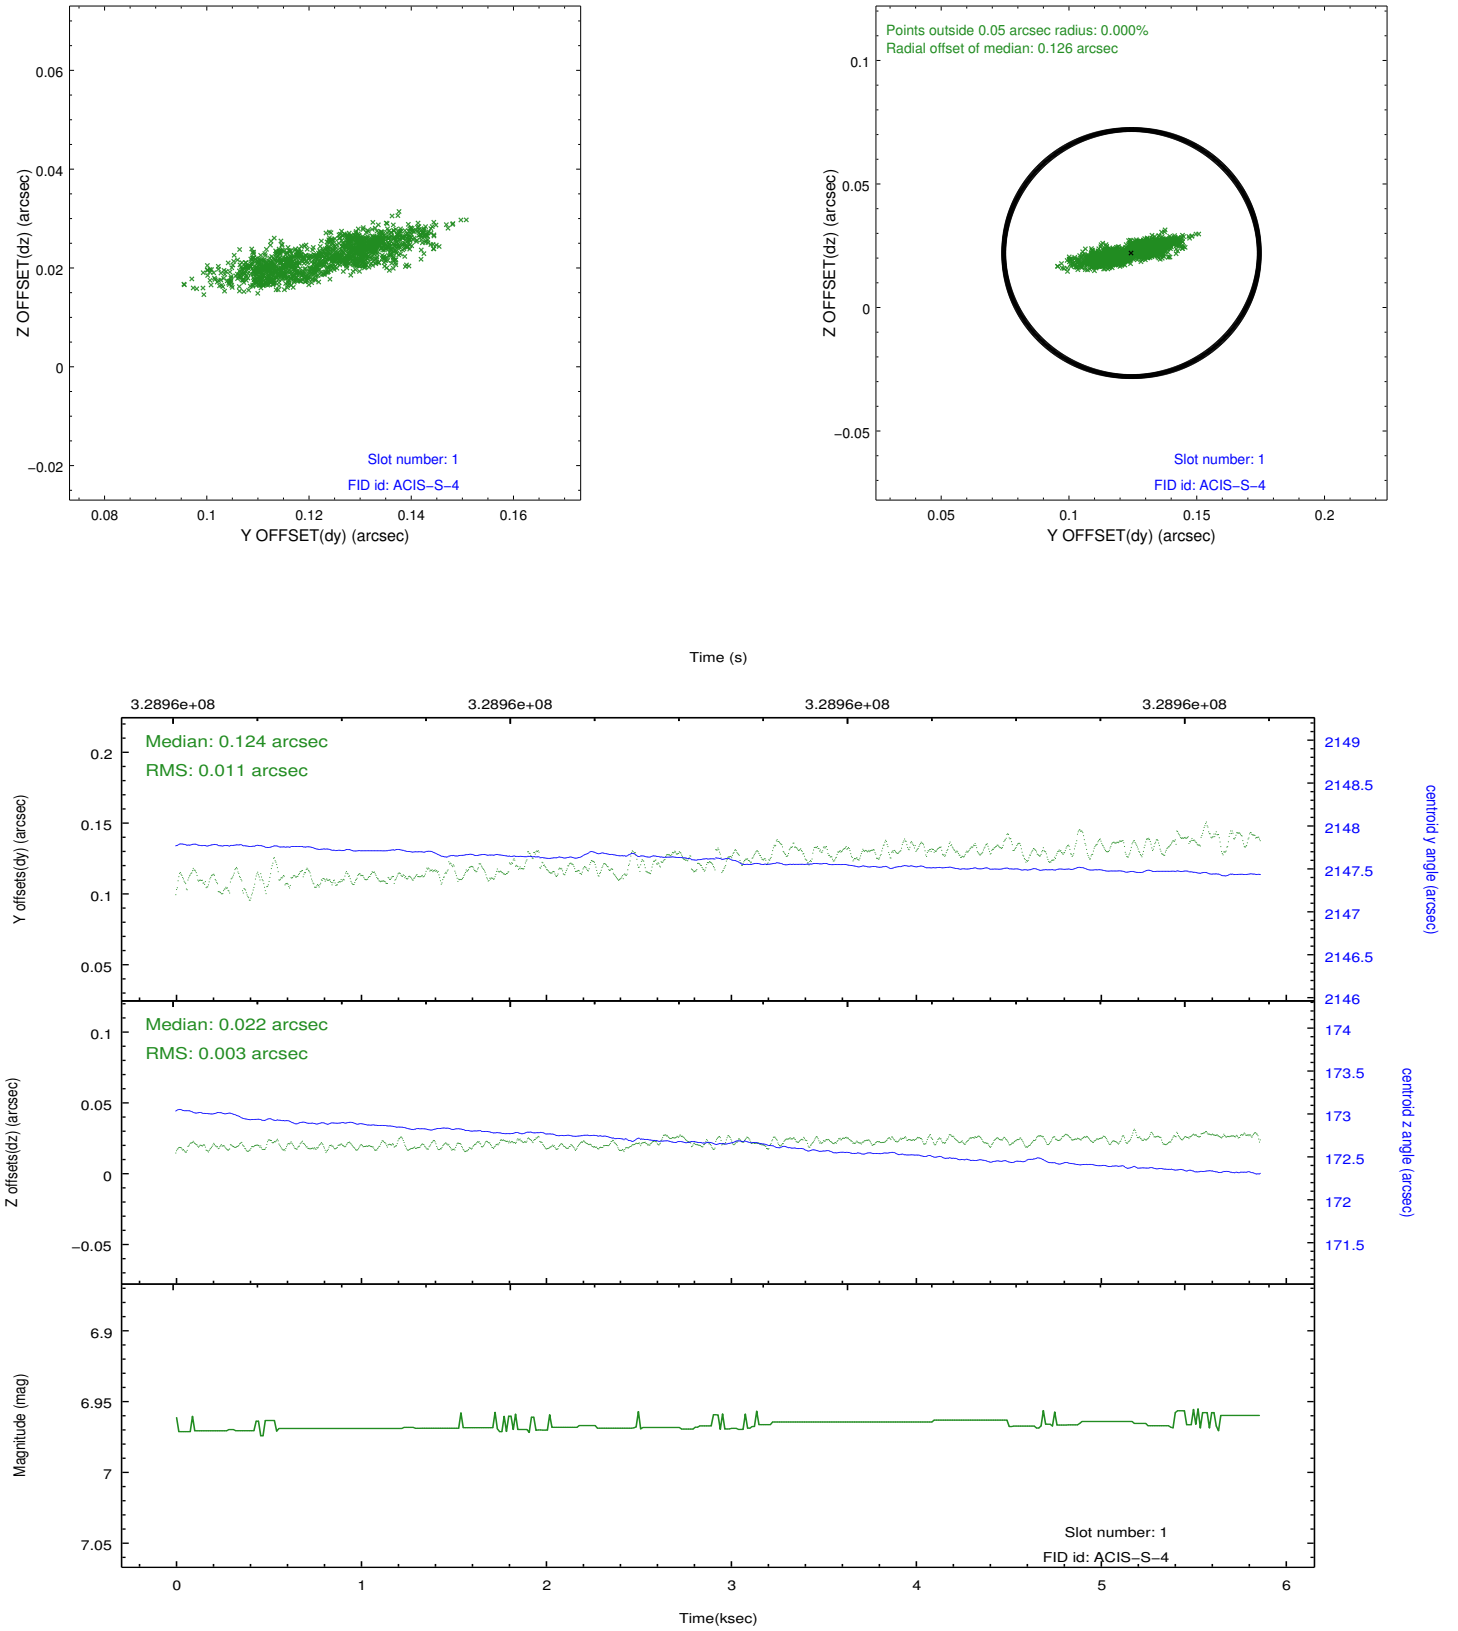 0.06
0.04
0.02
0
−0.02
Z OFFSET(dz) (arcsec)
Slot number: 1
FID id: ACIS−S−4
0.08 0.1 0.12 0.14 0.16
Y OFFSET(dy) (arcsec)
Points outside 0.05 arcsec radius: 0.000%
Radial offset of median: 0.126 arcsec
0.1
0.05
0
−0.05
Z OFFSET(dz) (arcsec)
Slot number: 1
FID id: ACIS−S−4
0.05 0.1 0.15 0.2
Y OFFSET(dy) (arcsec)
Time (s)
3.2896e+08 3.2896e+08 3.2896e+08 3.2896e+08
Median: 0.124 arcsec
RMS: 0.011 arcsec
0.2
0.15
0.1
0.05
Y offsets(dy) (arcsec)
2149
2148.5
2148
2147.5
2147
2146.5
2146
centroid y angle (arcsec)
Median: 0.022 arcsec
RMS: 0.003 arcsec
0.1
0.05
0
−0.05
Z offsets(dz) (arcsec)
174
173.5
173
172.5
172
171.5
centroid z angle (arcsec)
6.9
6.95
7
7.05
Magnitude (mag)
Slot number: 1
FID id: ACIS−S−4
0 1 2 3 4 5 6
Time(ksec)